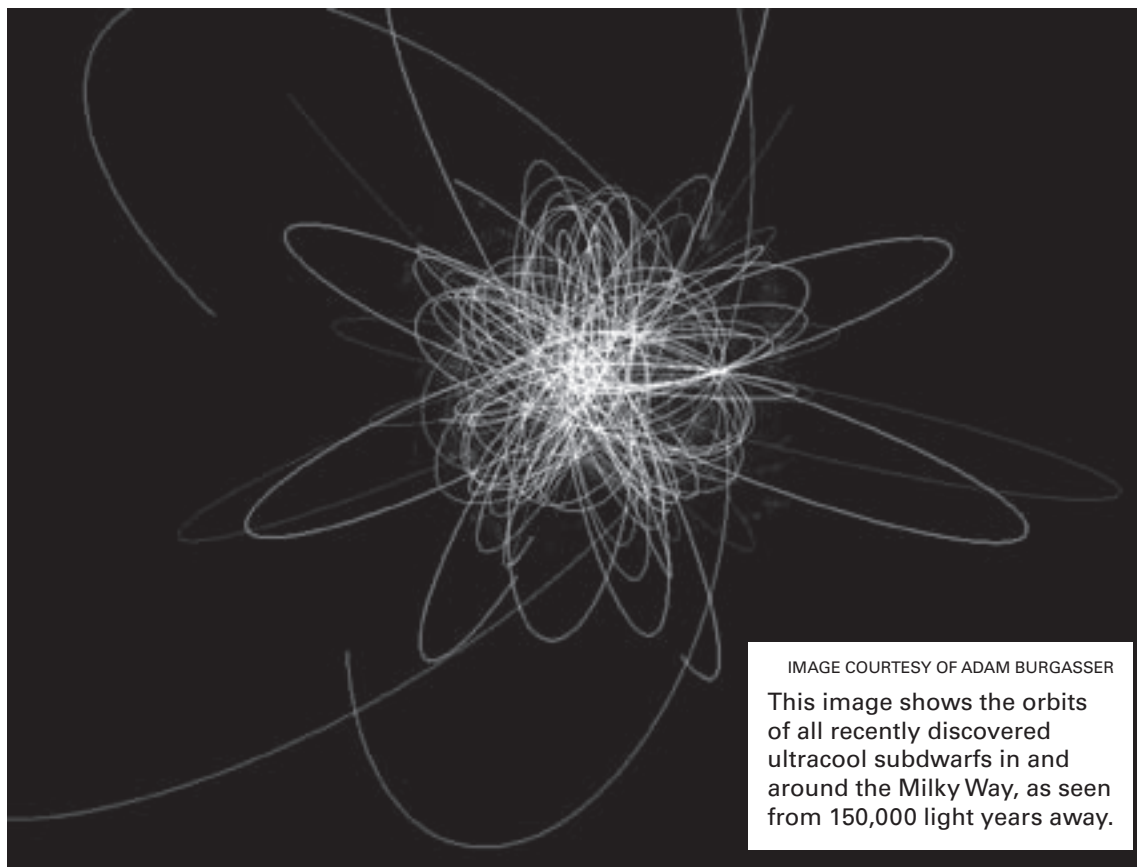 IMAGE COURTESY OF ADAM BURGASSER
This image shows the orbits
of all recently discovered
ultracool subdwarfs in and
around the Milky Way, as seen
from 150,000 light years away.